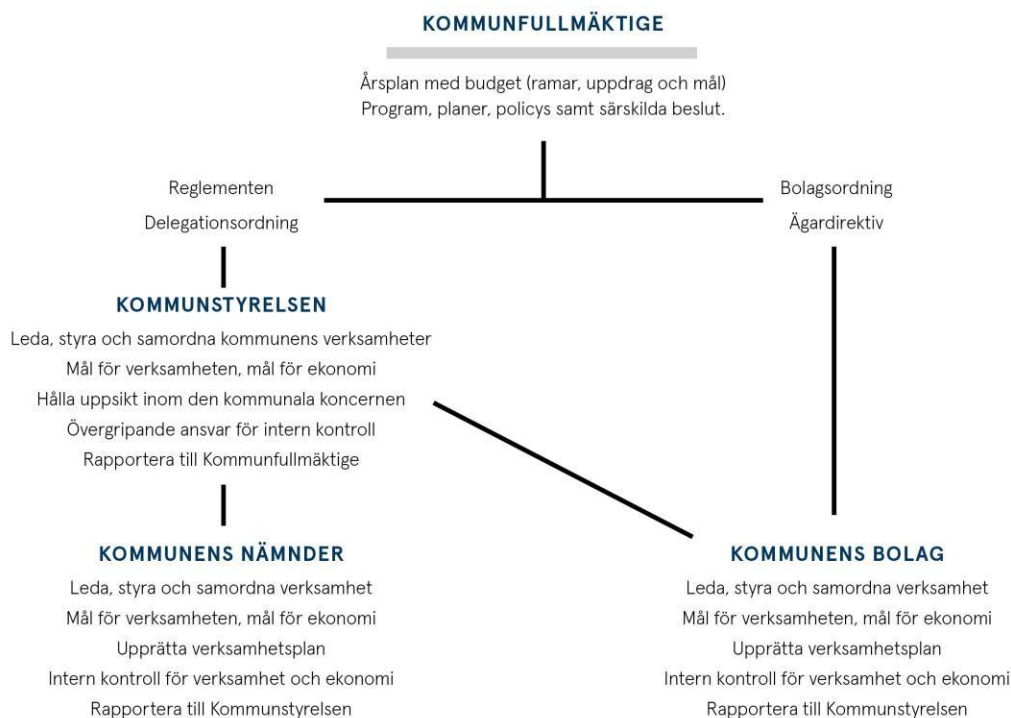 KOMMUNFULLMÄKTIGE
Årsplan med budget (ramar, uppdrag och mål)
Program, planer, policys samt särskilda beslut.
Reglementen
Delegationsordning
Bolagsordning
Ägardirektiv
KOMMUNSTYRELSEN
Leda, styra och samordna kommunens verksamheter
Mål för verksamheten, mål för ekonomi
Hålla uppsikt inom den kommunala koncernen
Övergripande ansvar för intern kontroll
Rapportera till Kommunfullmäktige
KOMMUNENS NÄMNDER
Leda, styra och samordna verksamhet
Mål för verksamheten, mål för ekonomi
Upprätta verksamhetsplan
Intern kontroll för verksamhet och ekonomi
Rapportera till Kommunstyrelsen
KOMMUNENS BOLAG
Leda, styra och samordna verksamhet
Mål för verksamheten, mål för ekonomi
Upprätta verksamhetsplan
Intern kontroll för verksamhet och ekonomi
Rapportera till Kommunstyrelsen